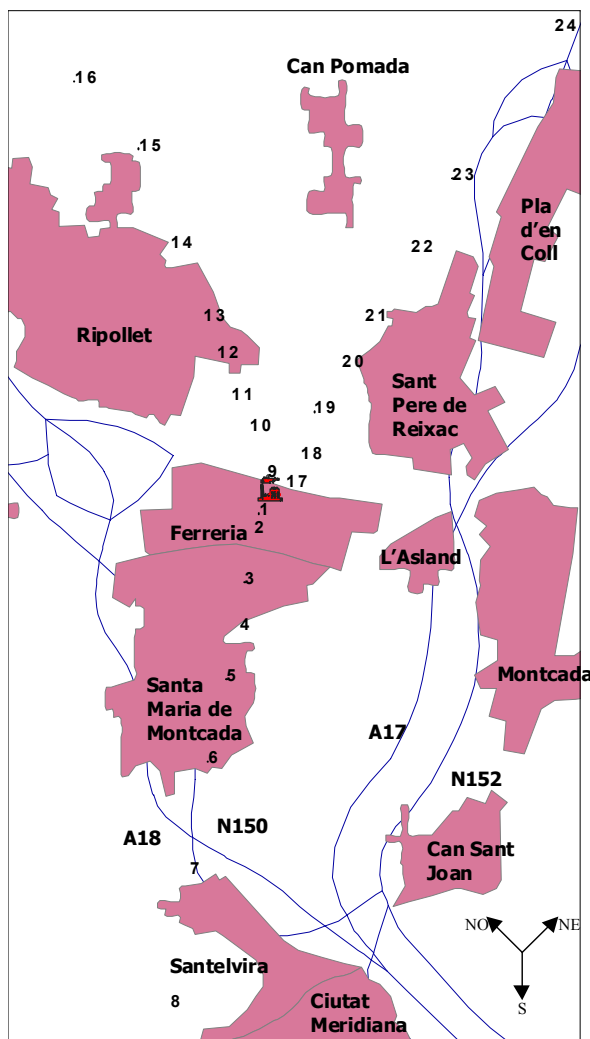 24
Can Pomada
16
15
23
Pla
d'en
Coll
14
22
13
21
Ripollet
12
20
Sant
Pere de
Reixac
11
19
10
18
9
17
1
2
Ferreria
L'Asland
3
4
5
Santa
Maria de
Montcada
Montcada
A17
6
N152
N150
A18
Can Sant
Joan
7
NO
NE
Santelvira
8
Ciutat
Meridiana
S